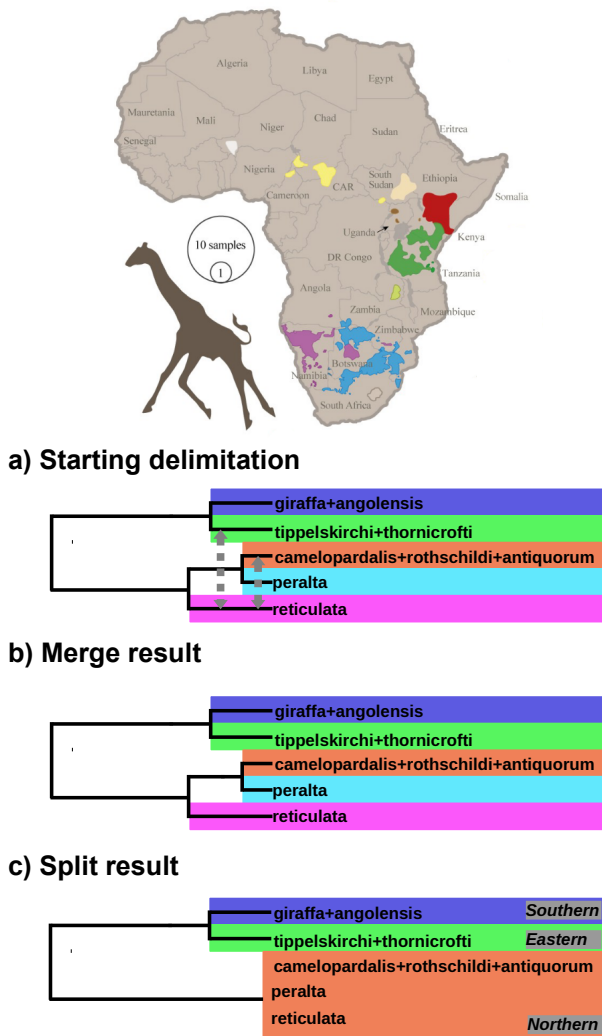 Algeria
Libya
Egypt
Mauretania
Mali
Niger
Chad
Sudan
Eritrea
Senegal
Nigeria
South
Sudan
Ethiopia
Cameroon
CAR
Somalia
Uganda
Kenya
10 samples
1
DR Congo
Tanzania
Angola
Zambia
Mozambique
Zimbabwe
Namibia
Botswana
South Africa
a) Starting delimitation
giraffa+angolensis
tippelskirchi+thornicrofti
camelopardalis+rothschildi+antiquorum
peralta
reticulata
b) Merge result
giraffa+angolensis
tippelskirchi+thornicrofti
camelopardalis+rothschildi+antiquorum
peralta
reticulata
c) Split result
giraffa+angolensis Southern
tippelskirchi+thornicrofti Eastern
camelopardalis+rothschildi+antiquorum
peralta
reticulata Northern